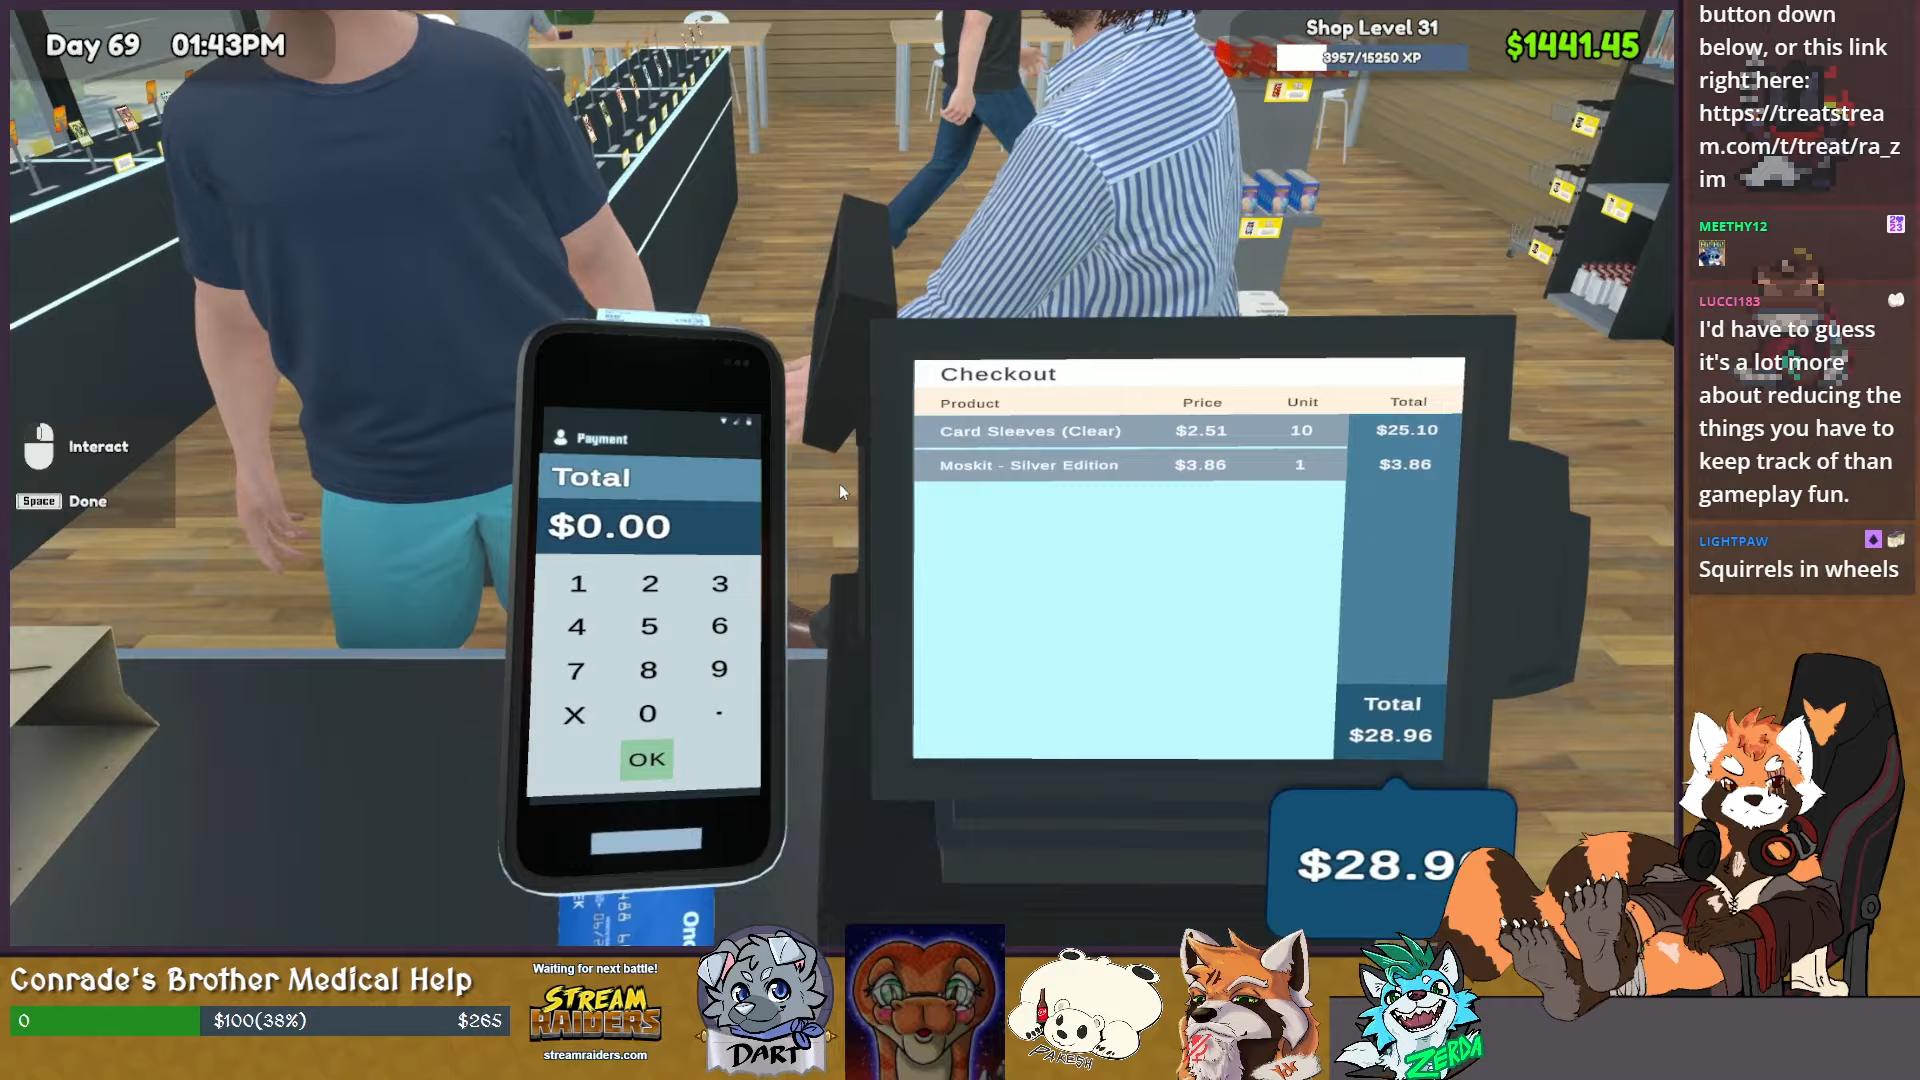 Day 69 01:43PM
Shop Level 31
3957/15250 XP
$1441.45
Interact
Space Done
Payment
Total
$0.00
1 2 3
4 5 6
7 8 9
X 0 .
OK
Checkout
Product Price Unit Total
Card Sleeves (Clear) $2.51 10 $25.10
Moskit - Silver Edition $3.86 1 $3.86
Total
$28.96
$28.9
button down
below, or this link
right here:
https://treatstrea
m.com/t/treat/ra_z
im
MEETHY12
LUCCI183
I'd have to guess
it's a lot more
about reducing the
things you have to
keep track of than
gameplay fun.
LIGHTPAW
Squirrels in wheels
Conrade's Brother Medical Help
0 $100(38%) $265
Waiting for next battle!
STREAM
RAIDERS
streamraiders.com
DART
PAKESH
ZERDA